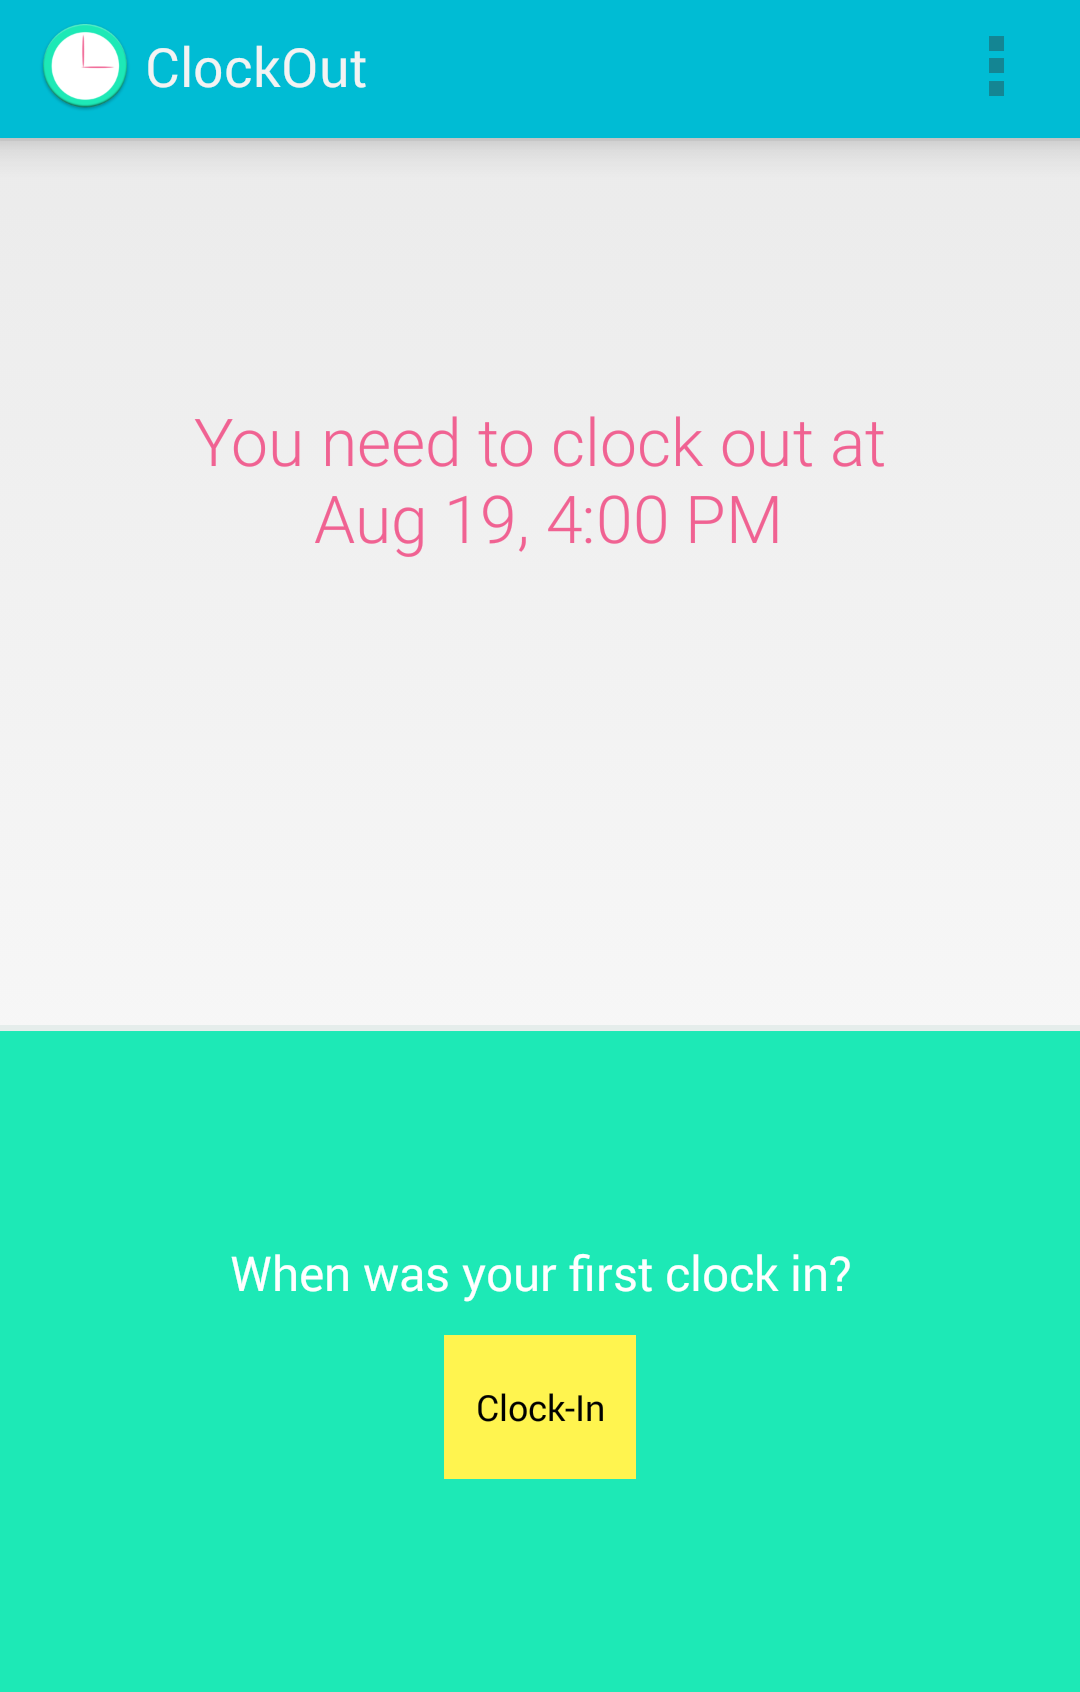 ClockOut
You need to clock out at
Aug 19, 4:00 PM
When was your first clock in?
Clock-In